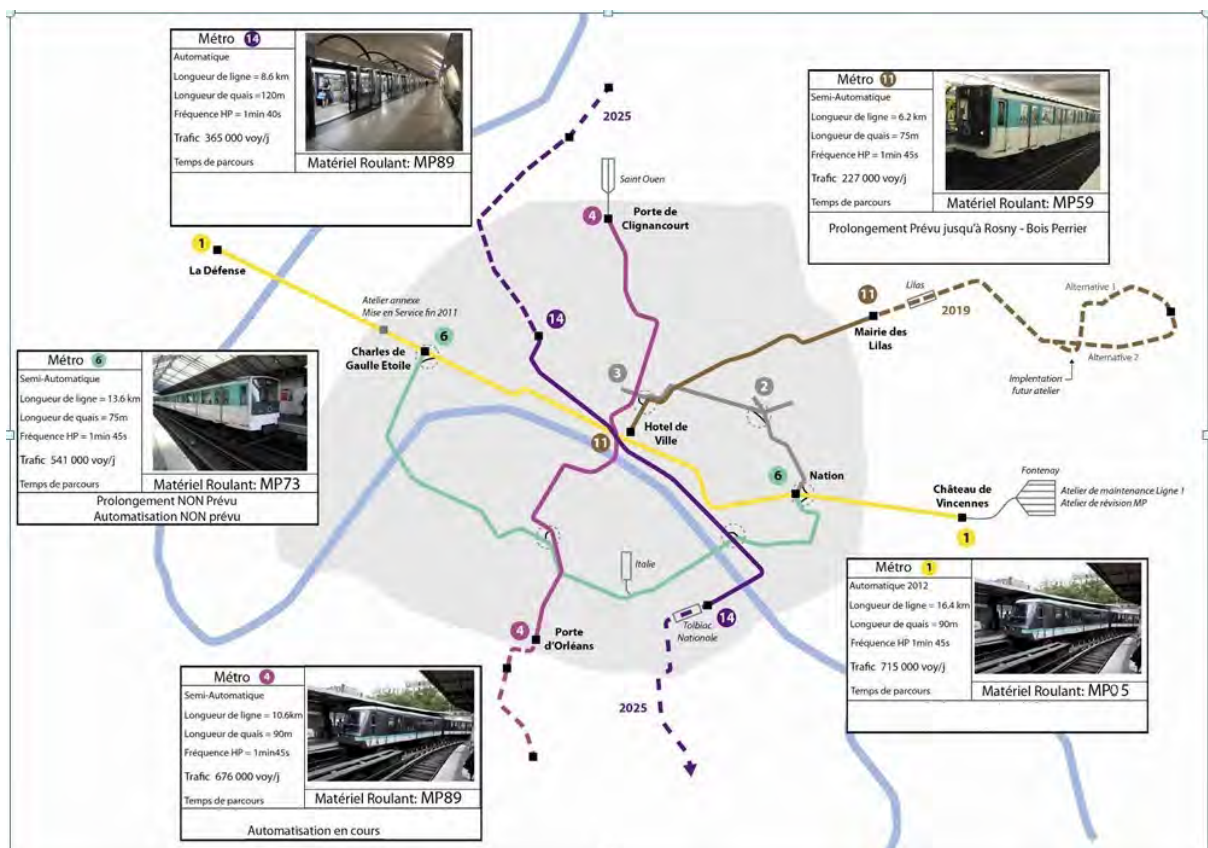 Métro 14
Automatique
Longueur de ligne = 8.6 km
Longueur de quais =120m
Fréquence HP = 1min 40s
Trafic 365 000 voy/j
Temps de parcours
Matériel Roulant: MP89
2025
Métro 11
Semi-Automatique
Longueur de ligne = 6.2 km
Longueur de quais = 75m
Fréquence HP = 1min 45s
Trafic 227 000 voy/j
Temps de parcours
Matériel Roulant: MP59
Prolongement Prévu jusqu'à Rosny - Bois Perrier
Saint Ouen
4
Porte de
Clignancourt
1
La Défense
Atelier annexe
Mise en Service fin 2011
6
Charles de
Gaulle Etoile
14
11
Mairie des
Lilas
Lilas
2019
Alternative 1
Alternative 2
Implentation
futur atelier
3
2
Hotel de
Ville
11
Métro 6
Semi-Automatique
Longueur de ligne = 13.6 km
Longueur de quais = 75m
Fréquence HP = 1min 45s
Trafic 541 000 voy/j
Temps de parcours
Matériel Roulant: MP73
Prolongement NON Prévu
Automatisation NON prévu
6
Nation
Château de
Vincennes
1
Fontenay
Atelier de maintenance Ligne 1
Atelier de révision MP
Italie
4
Porte
d'Orléans
Tolbiac
Nationale
14
2025
Métro 1
Automatique 2012
Longueur de ligne = 16.4 km
Longueur de quais = 90m
Fréquence HP 1min 45s
Trafic 715 000 voy/j
Temps de parcours
Matériel Roulant: MP05
Métro 4
Semi-Automatique
Longueur de ligne = 10.6km
Longueur de quais = 90m
Fréquence HP = 1min45s
Trafic 676 000 voy/j
Temps de parcours
Matériel Roulant: MP89
Automatisation en cours